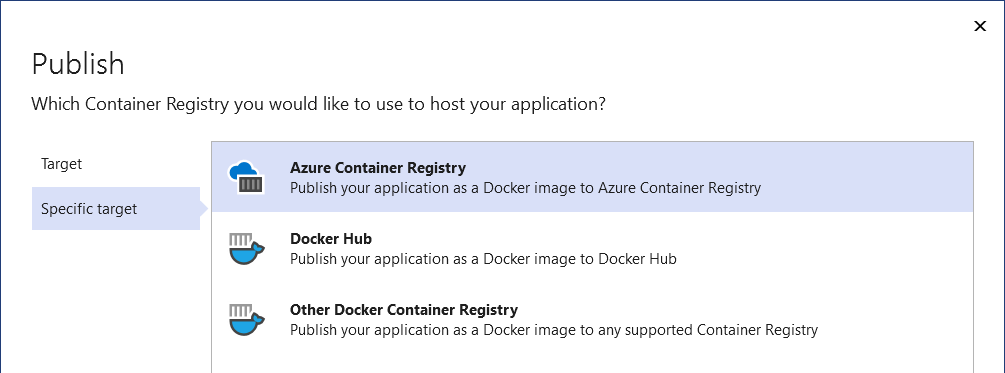 Publish
Which Container Registry you would like to use to host your application?
Target
Specific target
Azure Container Registry
Publish your application as a Docker image to Azure Container Registry
Docker Hub
Publish your application as a Docker image to Docker Hub
Other Docker Container Registry
Publish your application as a Docker image to any supported Container Registry